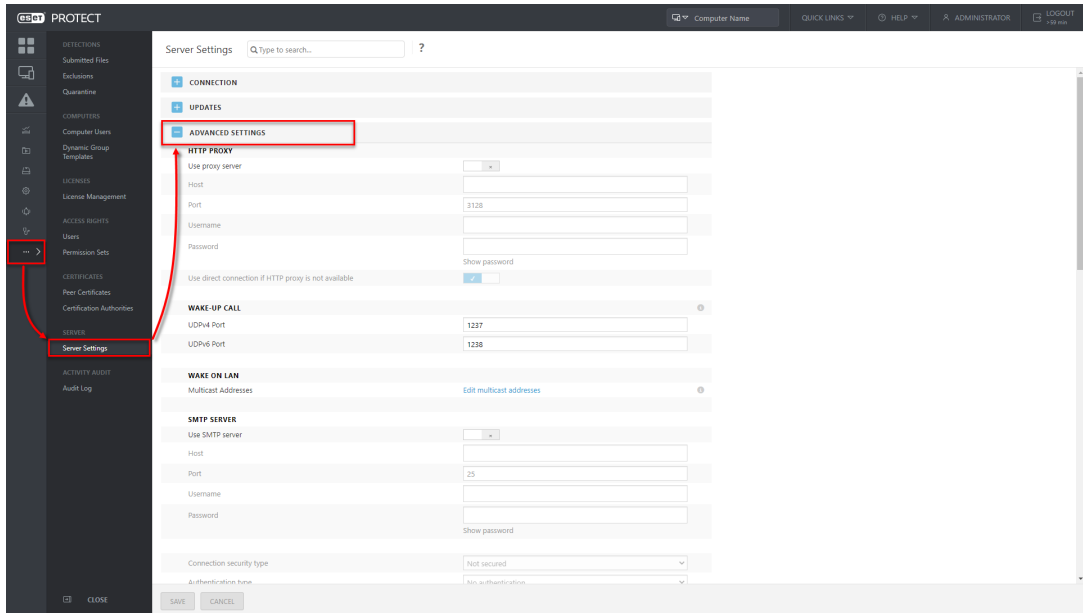 eset PROTECT
Computer Name
QUICK LINKS
HELP
ADMINISTRATOR
LOGOUT
>59 min
DETECTIONS
Submitted Files
Exclusions
Quarantine
COMPUTERS
Computer Users
Dynamic Group
Templates
LICENSES
License Management
ACCESS RIGHTS
Users
Permission Sets
CERTIFICATES
Peer Certificates
Certification Authorities
SERVER
Server Settings
ACTIVITY AUDIT
Audit Log
CLOSE
Server Settings
Type to search...
?
CONNECTION
UPDATES
ADVANCED SETTINGS
HTTP PROXY
Use proxy server
Host
Port 3128
Username
Password
Show password
Use direct connection if HTTP proxy is not available
WAKE-UP CALL
UDPv4 Port 1237
UDPv6 Port 1238
WAKE ON LAN
Multicast Addresses Edit multicast addresses
SMTP SERVER
Use SMTP server
Host
Port 25
Username
Password
Show password
Connection security type Not secured
Authentication type No authentication
SAVE CANCEL